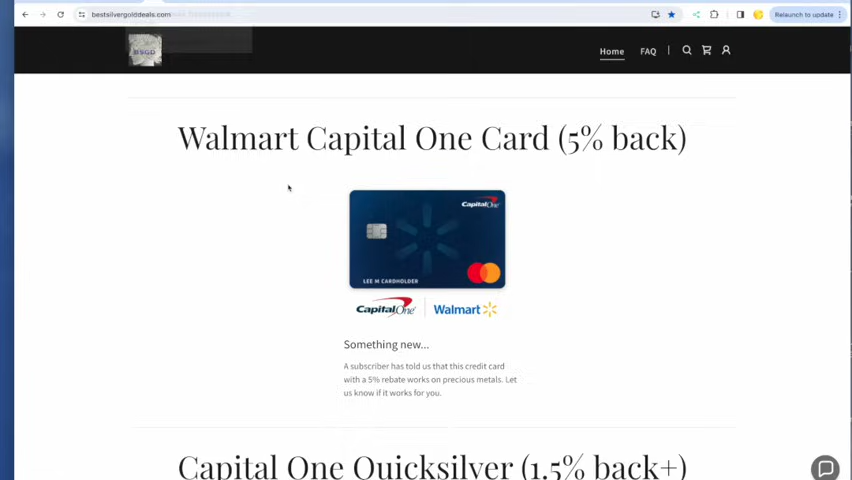 bestsilvergolddeals.com
Relaunch to update
BSGD
Home FAQ
Walmart Capital One Card (5% back)
Capital One
LEE M CARDHOLDER
Capital One Walmart
Something new...
A subscriber has told us that this credit card
with a 5% rebate works on precious metals. Let
us know if it works for you.
Capital One Quicksilver (1.5% back+)